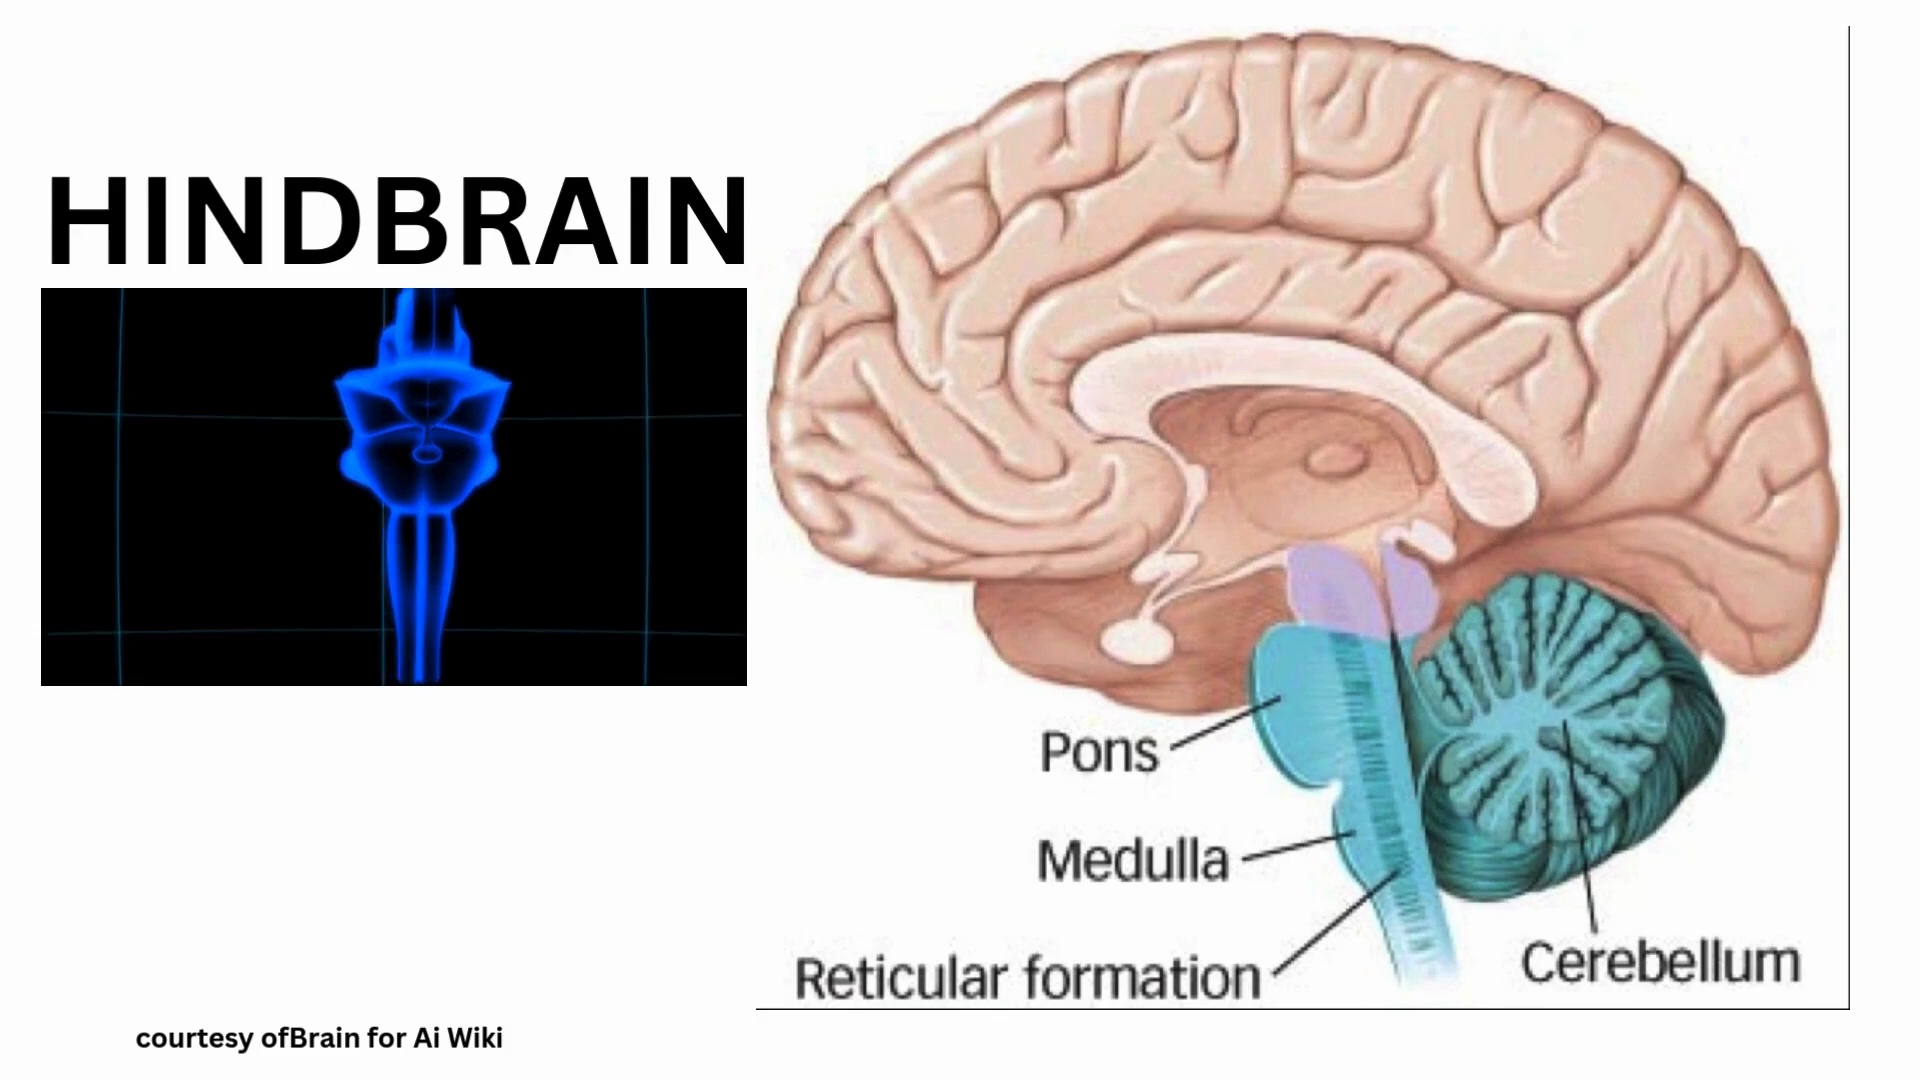 HINDBRAIN
Pons
Medulla
Reticular formation
Cerebellum
courtesy ofBrain for Ai Wiki